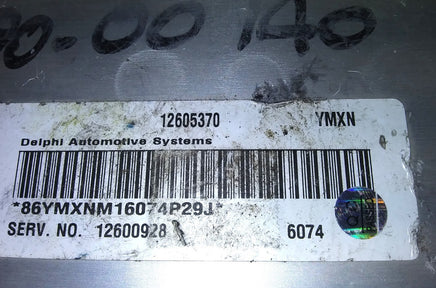 90.00 140
12605370 YMXN
Delphi Automotive Systems
*86YMXNM16074P29J*
SERV. NO. 12600928 6074